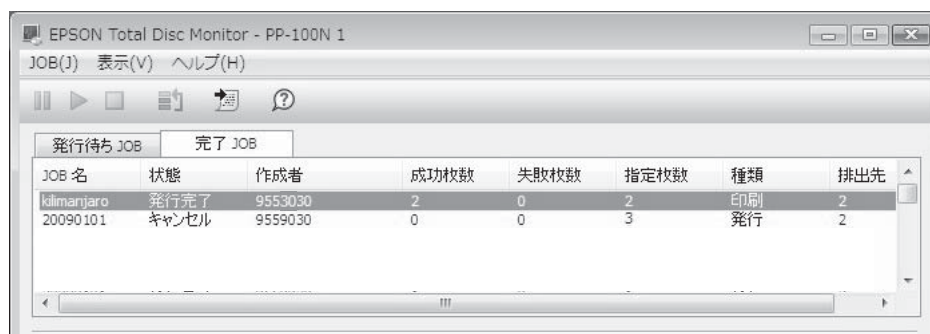 EPSON Total Disc Monitor - PP-100N 1
JOB(J) 表示(V) ヘルプ(H)
発行待ち JOB 完了 JOB
JOB 名 状態 作成者 成功枚数 失敗枚数 指定枚数 種類 排出先
kilimanjaro 発行完了 9553030 2 0 2 印刷 2
20090101 キャンセル 9559030 0 0 3 発行 2